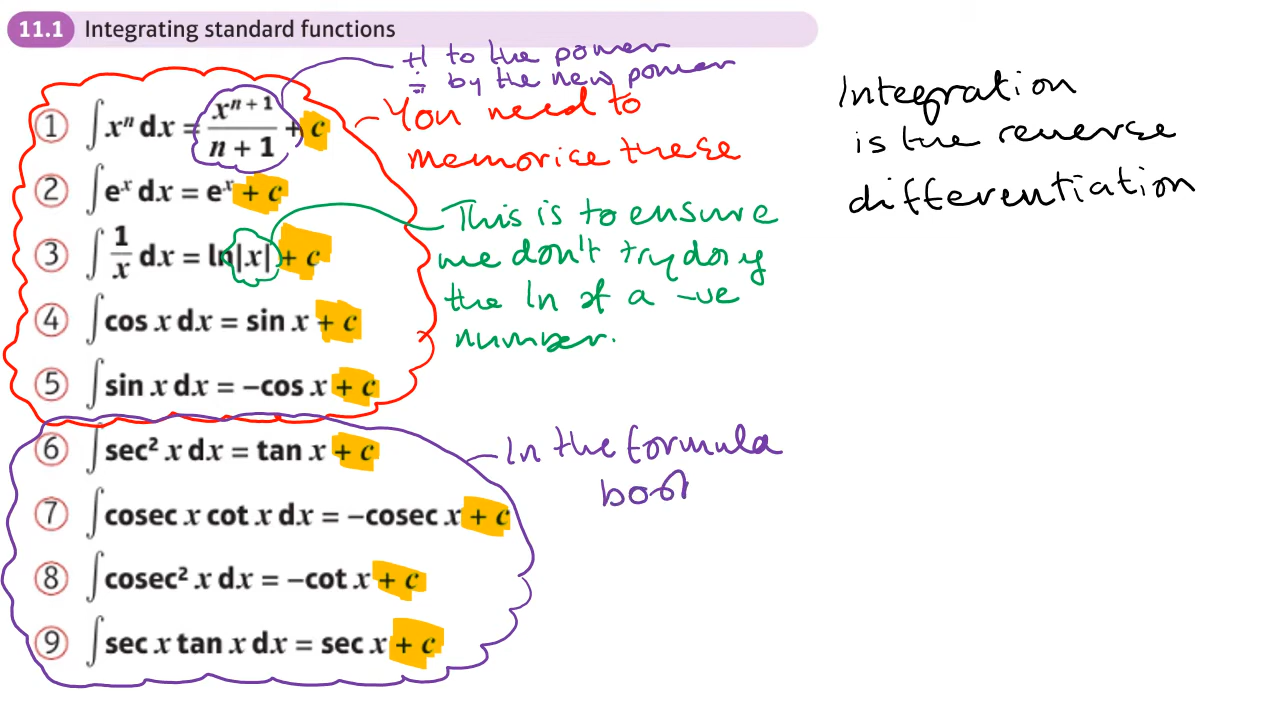 11.1 Integrating standard functions
+1 to the power
÷ by the new power
① ∫xⁿ dx = xⁿ⁺¹/(n + 1) + c
You need to
memorise these
② ∫eˣ dx = eˣ + c
③ ∫1/x dx = ln|x| + c
This is to ensure
we don't try
the ln of a -ve
number.
④ ∫cos x dx = sin x + c
⑤ ∫sin x dx = −cos x + c
⑥ ∫sec² x dx = tan x + c
In the formula
book
⑦ ∫cosec x cot x dx = −cosec x + c
⑧ ∫cosec² x dx = −cot x + c
⑨ ∫sec x tan x dx = sec x + c
Integration
is the reverse
differentiation